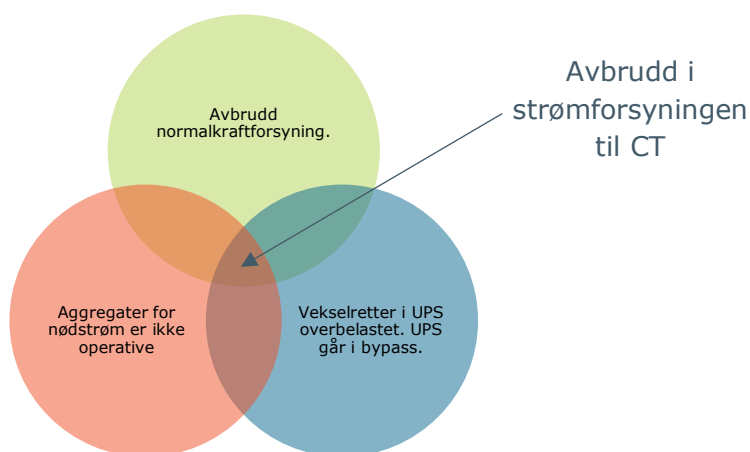 Avbrudd i
strømforsyningen
til CT
Avbrudd
normalkraftforsyning.
Aggregater for
nødstrøm er ikke
operative
Vekselretter i UPS
overbelastet. UPS
går i bypass.